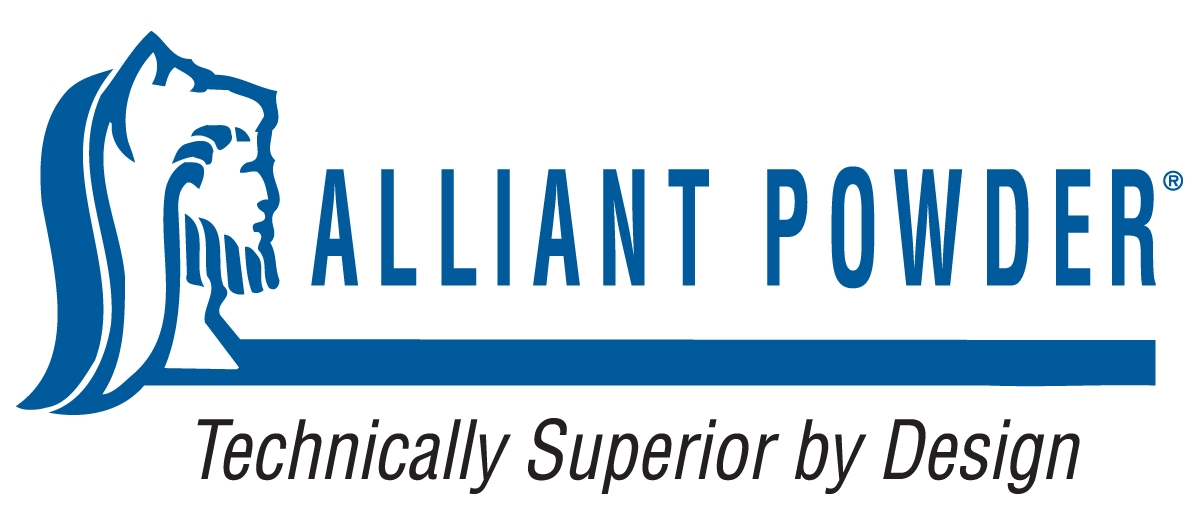 ALLIANT POWDER®
Technically Superior by Design